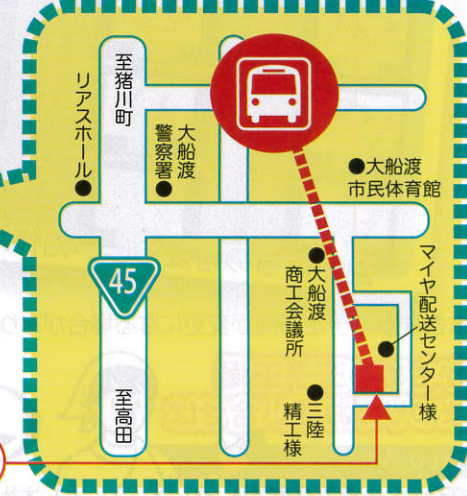 至猪川町
リアスホール
大船渡
警察署
大船渡
市民体育館
45
大船渡
商工会議所
マイヤ配送センター様
至高田
三陸
精工様